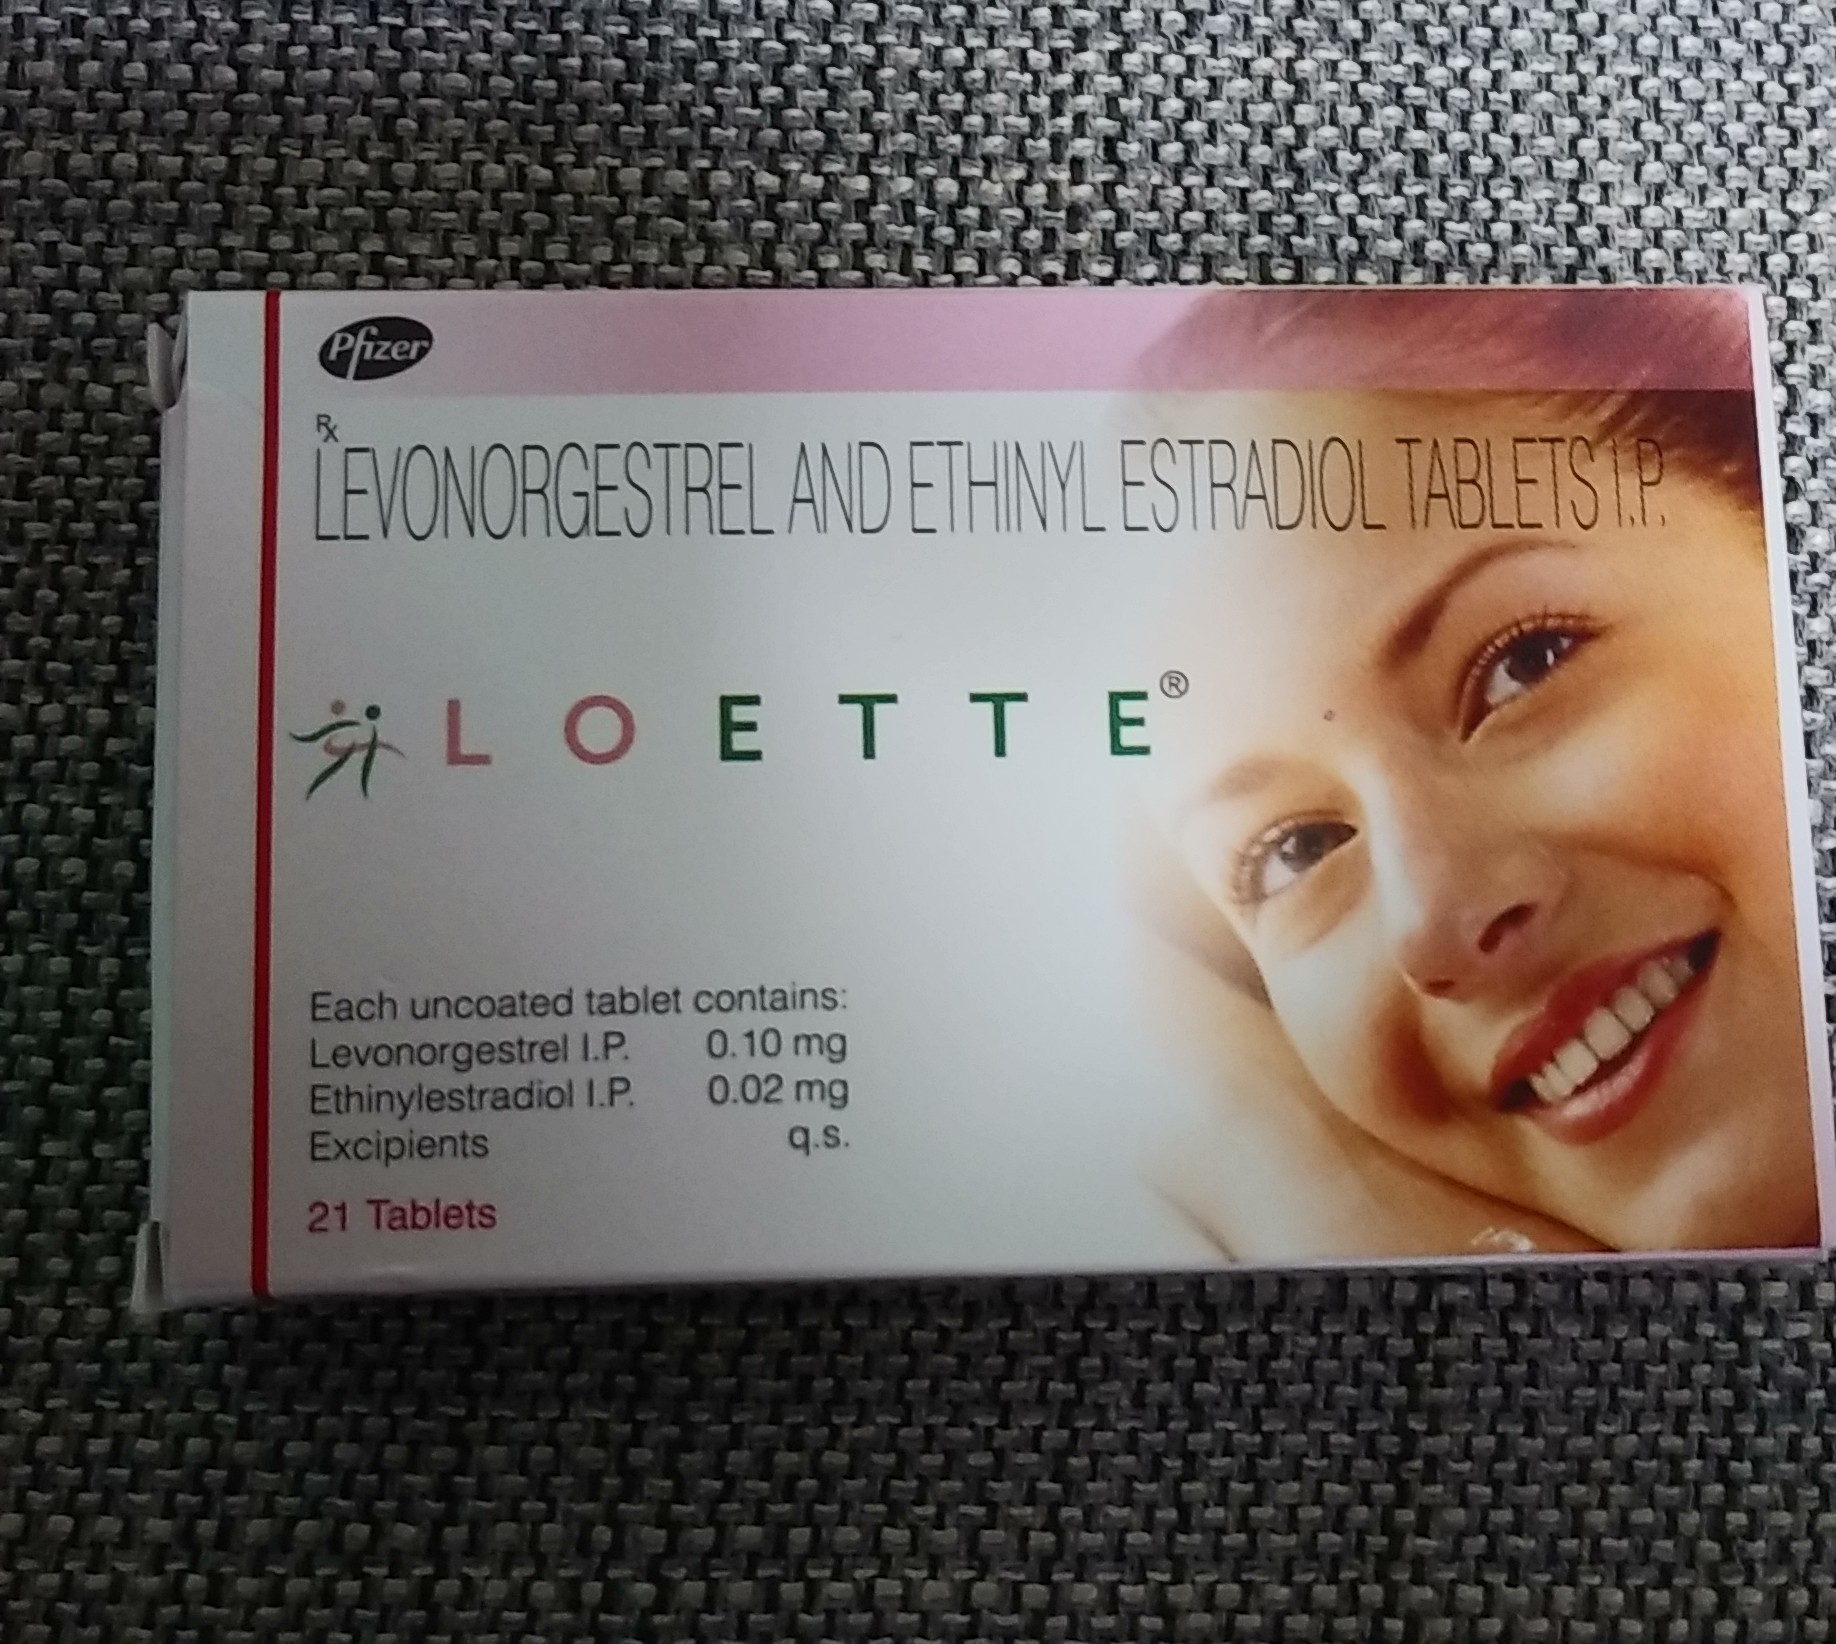 Pfizer
Rx
LEVONORGESTREL AND ETHINYL ESTRADIOL TABLETS I.P.
LOETTE®
Each uncoated tablet contains:
Levonorgestrel I.P. 0.10 mg
Ethinylestradiol I.P. 0.02 mg
Excipients q.s.
21 Tablets